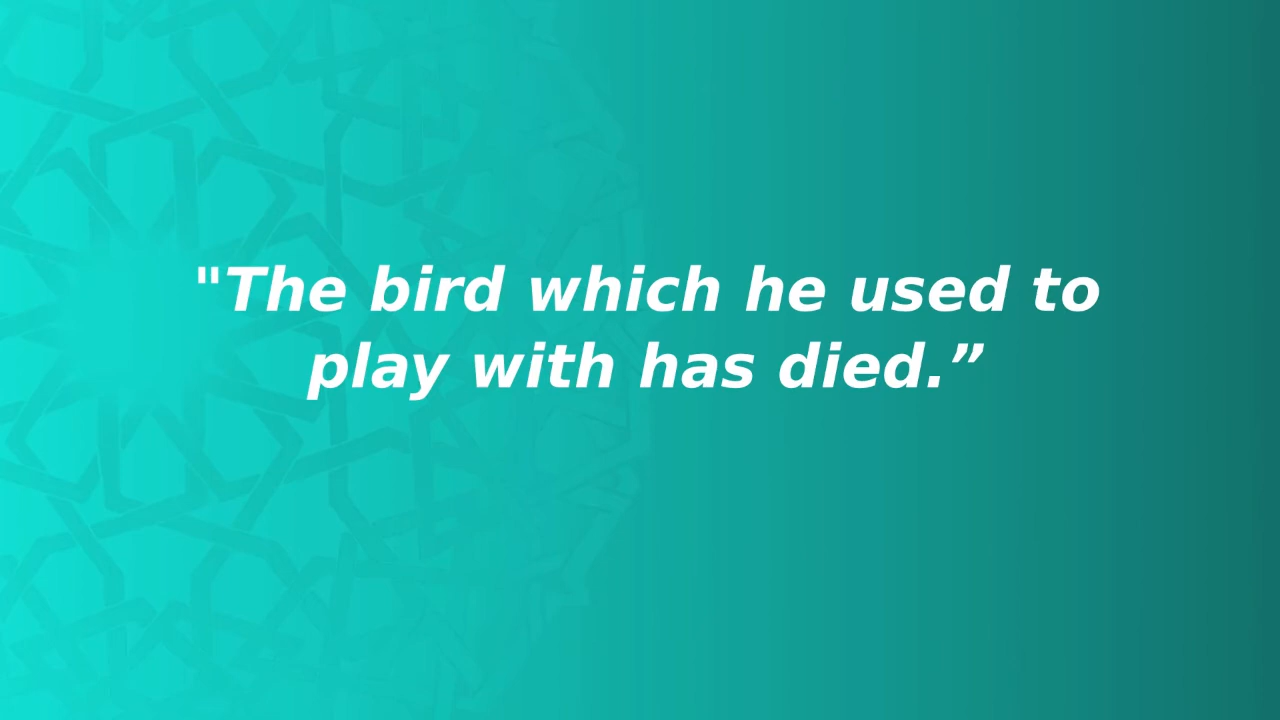 "The bird which he used to
play with has died.”